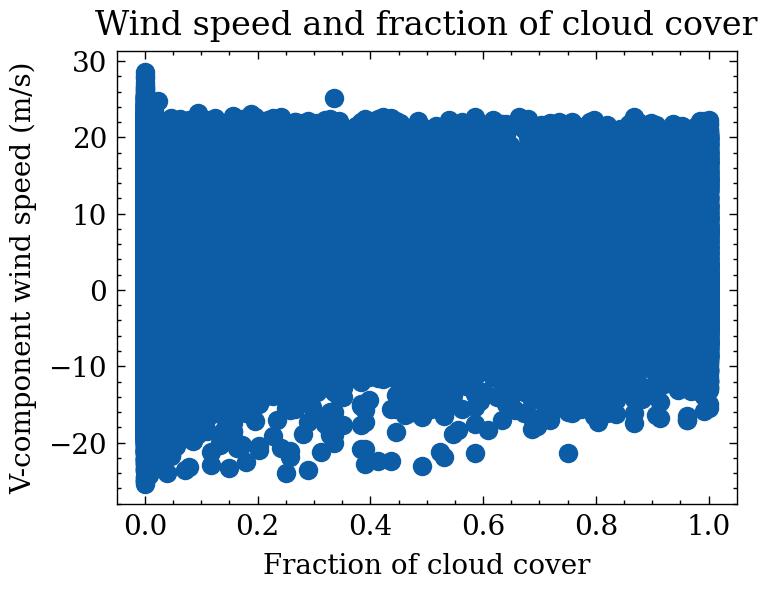 Wind speed and fraction of cloud cover
V-component wind speed (m/s)
30
20
10
0
−10
−20
0.0 0.2 0.4 0.6 0.8 1.0
Fraction of cloud cover